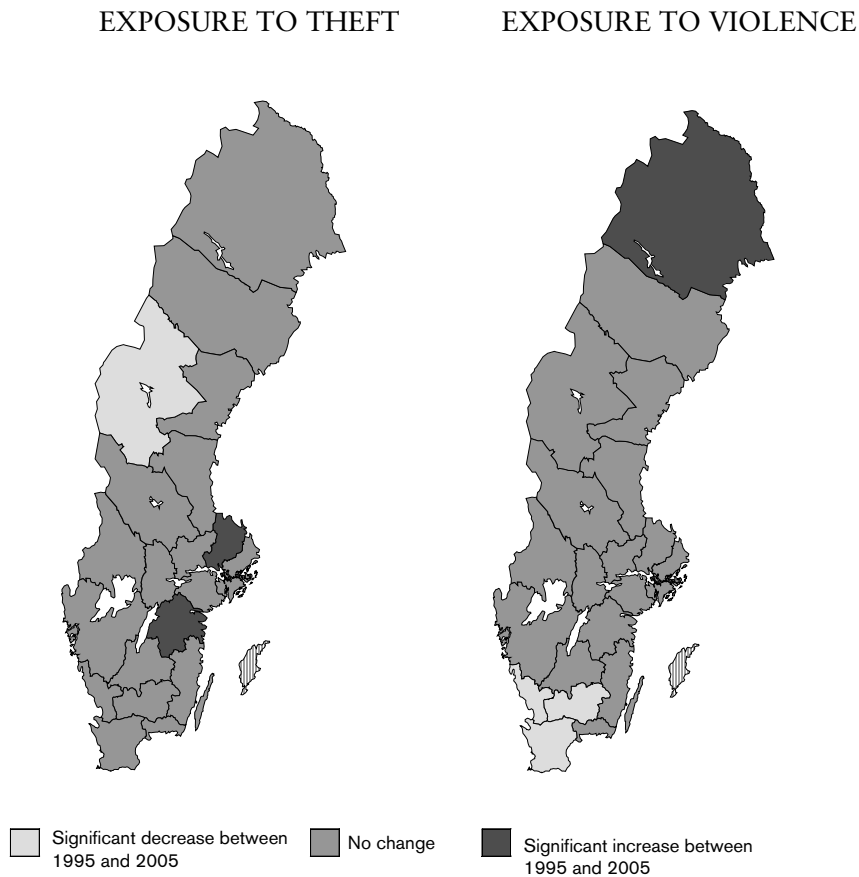 EXPOSURE TO THEFT
EXPOSURE TO VIOLENCE
Significant decrease between
1995 and 2005
No change
Significant increase between
1995 and 2005